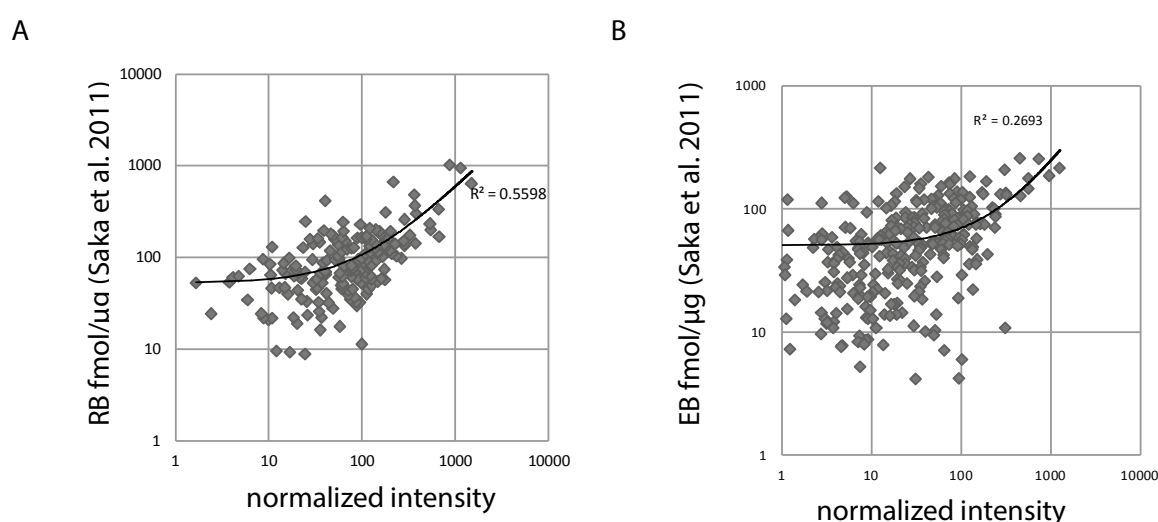 A
RB fmol/µg (Saka et al. 2011)
10000
1000
100
10
1
R² = 0.5598
1
10
100
1000
10000
normalized intensity
B
EB fmol/µg (Saka et al. 2011)
1000
100
10
1
R² = 0.2693
1
10
100
1000
10000
normalized intensity